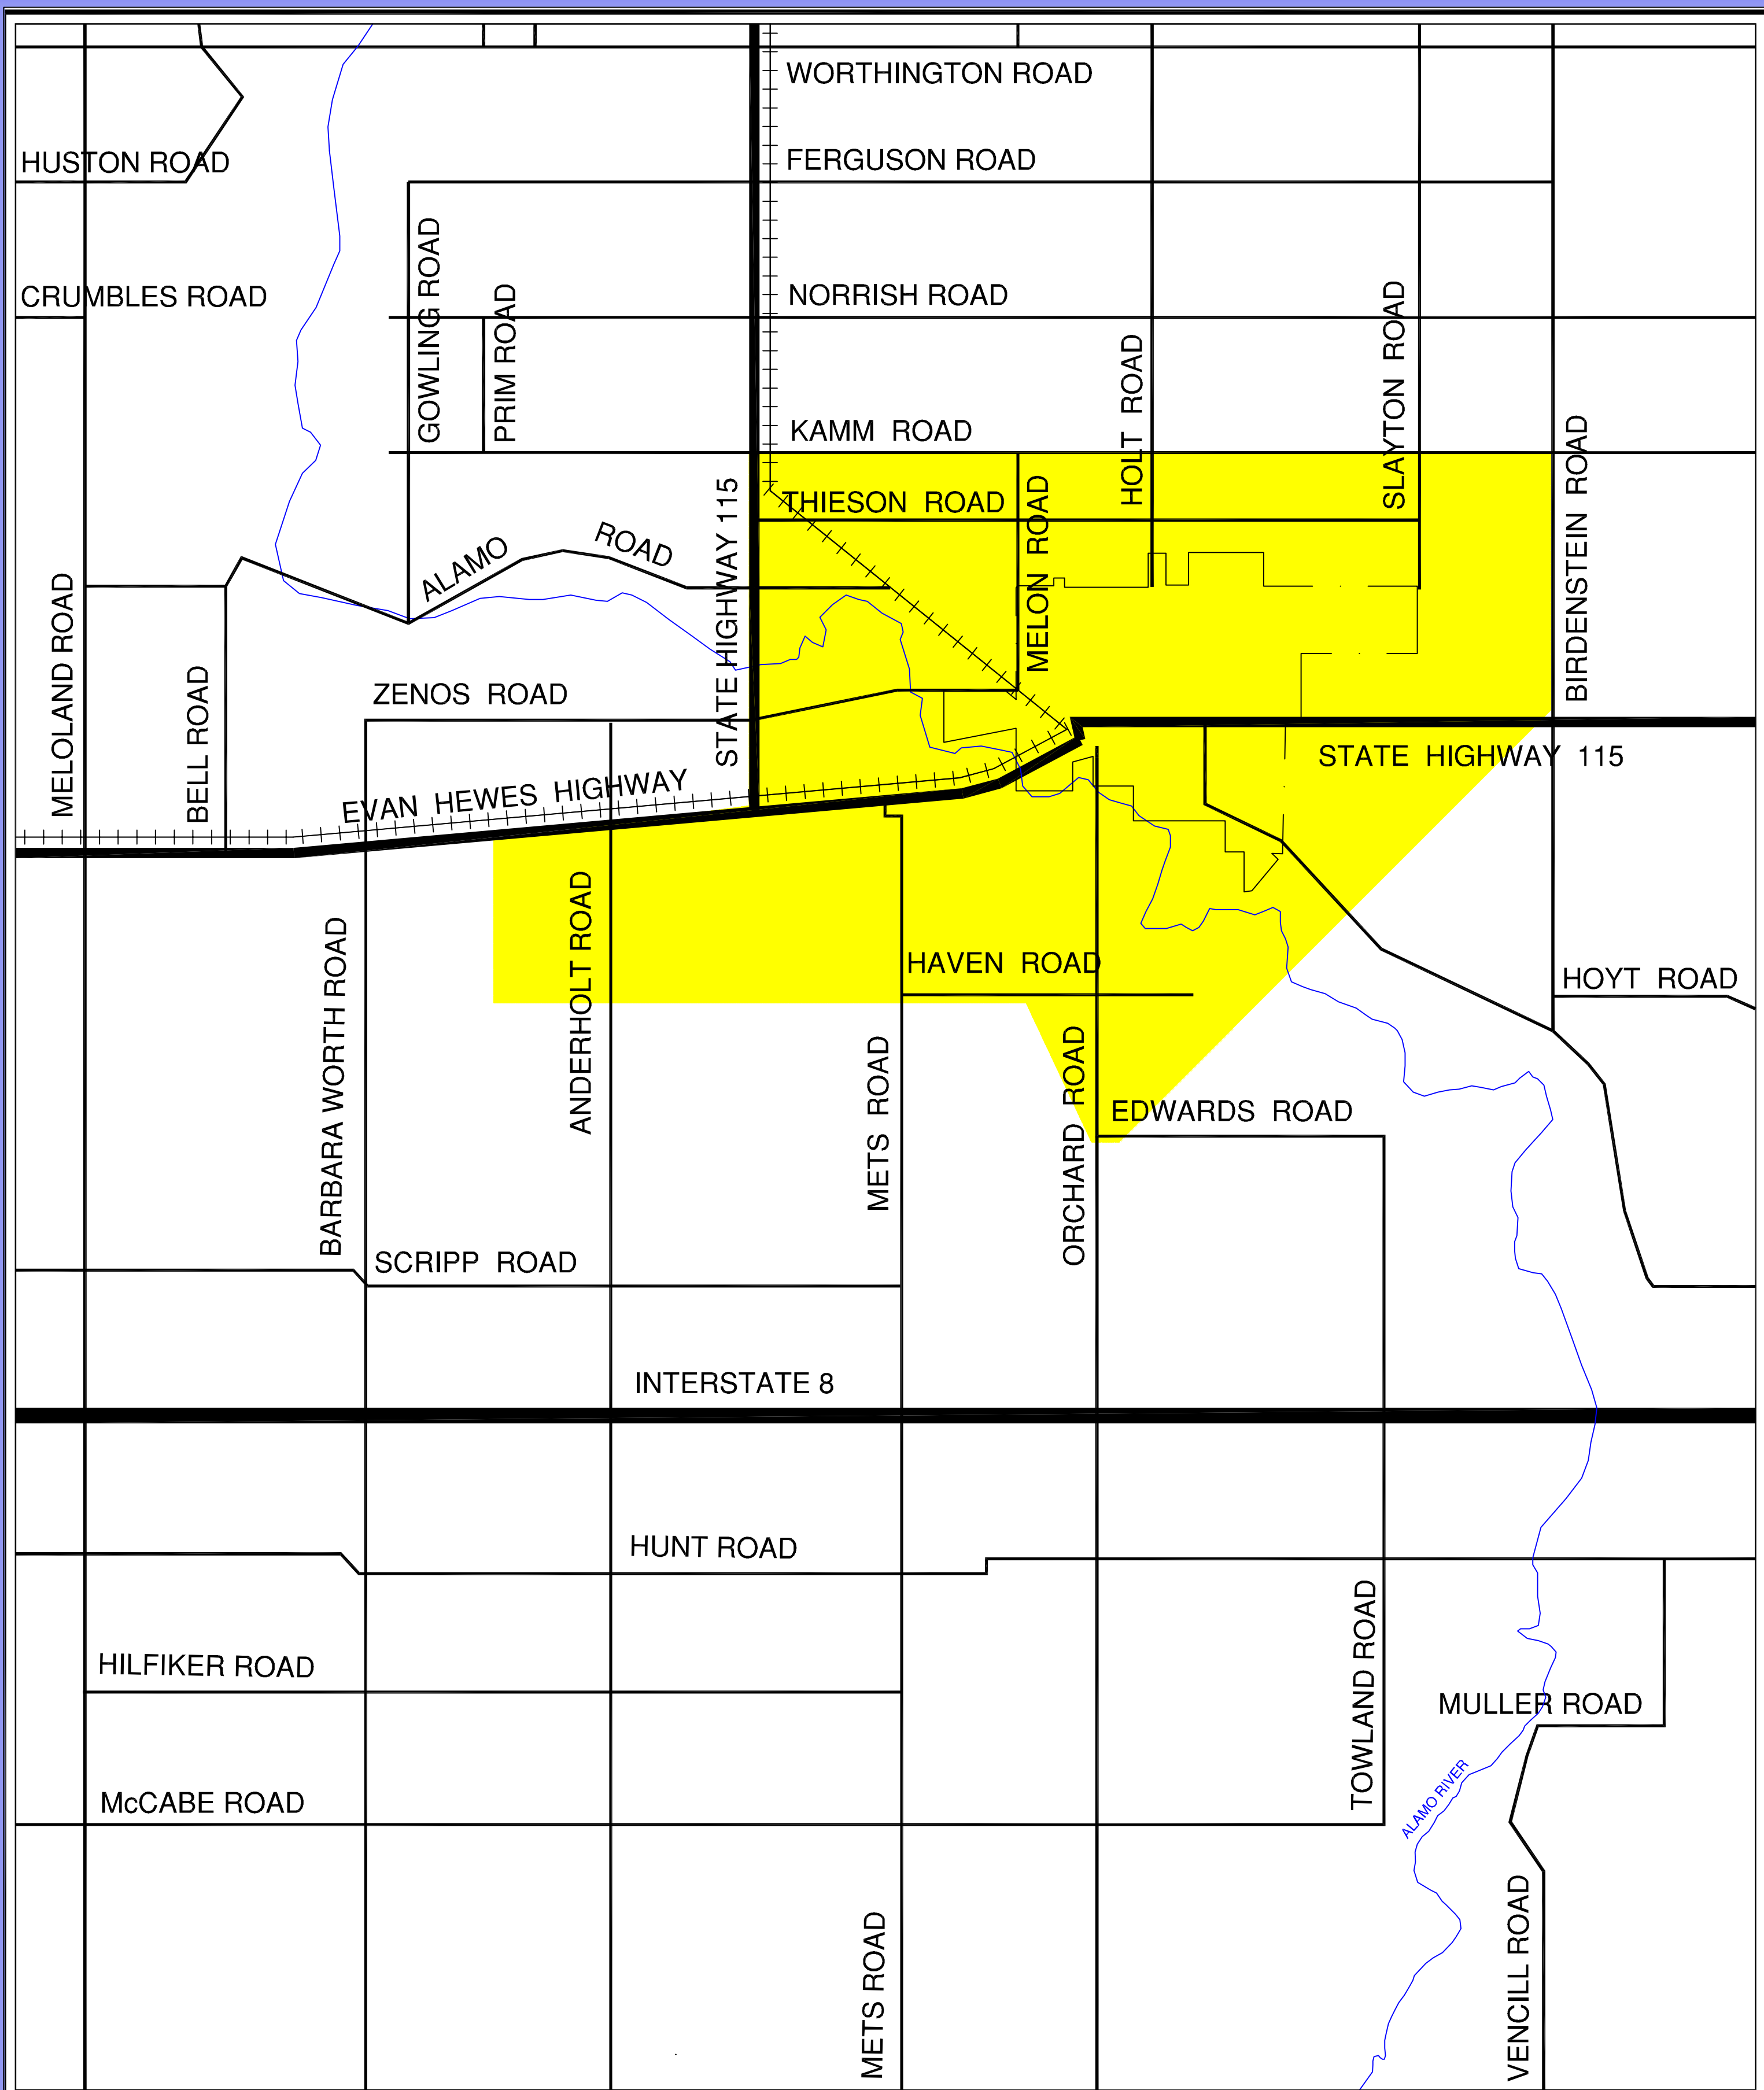 WORTHINGTON ROAD
HUSTON ROAD
FERGUSON ROAD
GOWLING ROAD
CRUMBLES ROAD
PRIM ROAD
NORRISH ROAD
HOLT ROAD
SLAYTON ROAD
KAMM ROAD
BIRDENSTEIN ROAD
THIESON ROAD
MELON ROAD
STATE HIGHWAY 115
ALAMO ROAD
MELOLAND ROAD
BELL ROAD
ZENOS ROAD
STATE HIGHWAY 115
EVAN HEWES HIGHWAY
ANDERHOLT ROAD
BARBARA WORTH ROAD
HAVEN ROAD
HOYT ROAD
METS ROAD
ORCHARD ROAD
EDWARDS ROAD
SCRIPP ROAD
INTERSTATE 8
HUNT ROAD
TOWLAND ROAD
HILFIKER ROAD
MULLER ROAD
ALAMO RIVER
McCABE ROAD
VENCILL ROAD
METS ROAD